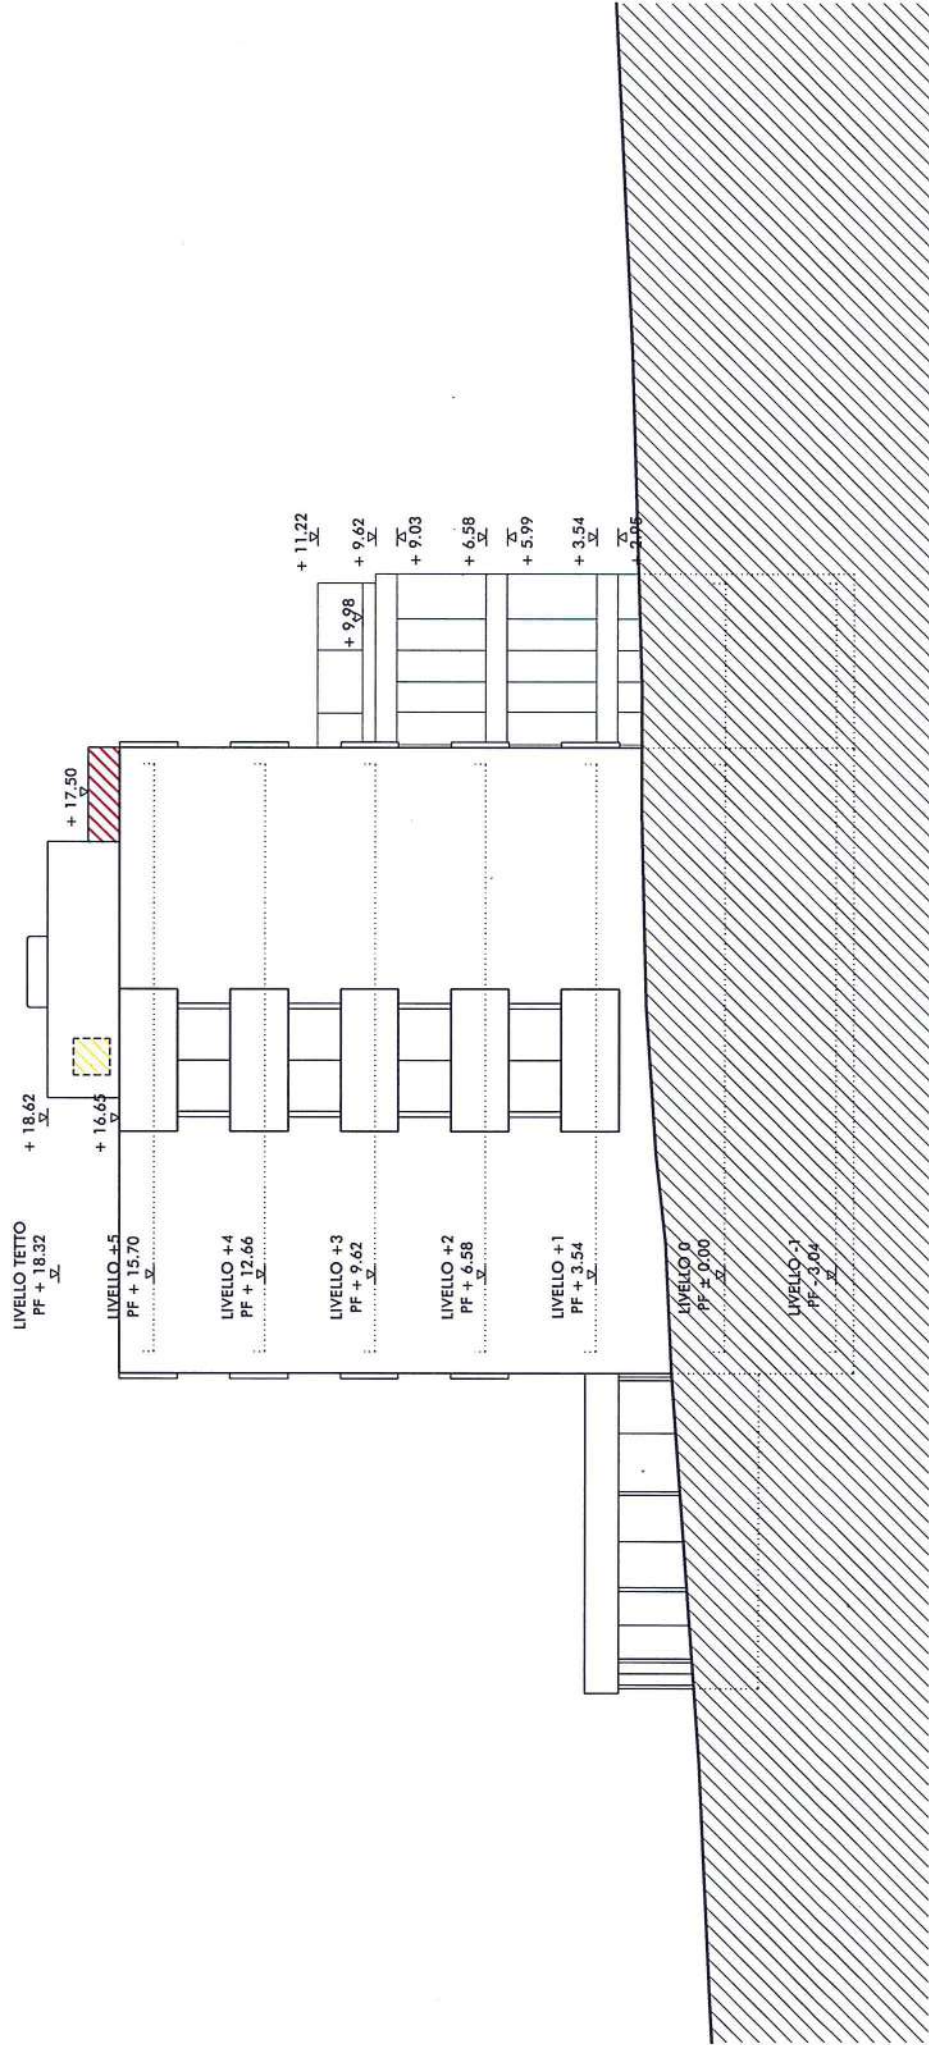 LIVELLO TETTO
PF + 18.32
+ 18.62
+ 16.65
+ 17.50
LIVELLO +5
PF + 15.70
LIVELLO +4
PF + 12.66
LIVELLO +3
PF + 9.62
LIVELLO +2
PF + 6.58
LIVELLO +1
PF + 3.54
LIVELLO 0
PF ± 0.00
LIVELLO -1
PF - 3.04
+ 11.22
+ 9.98
+ 9.62
+ 9.03
+ 6.58
+ 5.99
+ 3.54
+ 2.95